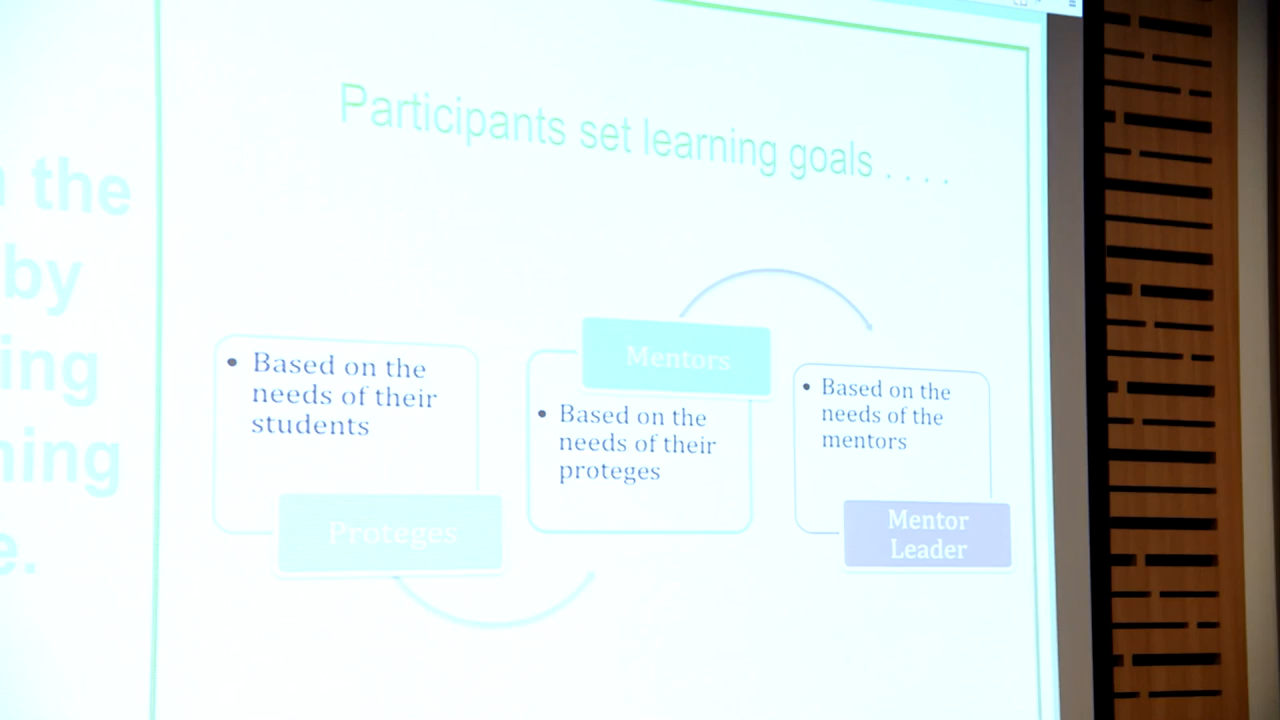 the
by
ing
e.
Participants set learning goals . . . .
• Based on the
needs of their
students
Proteges
Mentors
• Based on the
needs of their
proteges
• Based on the
needs of the
mentors
Mentor
Leader